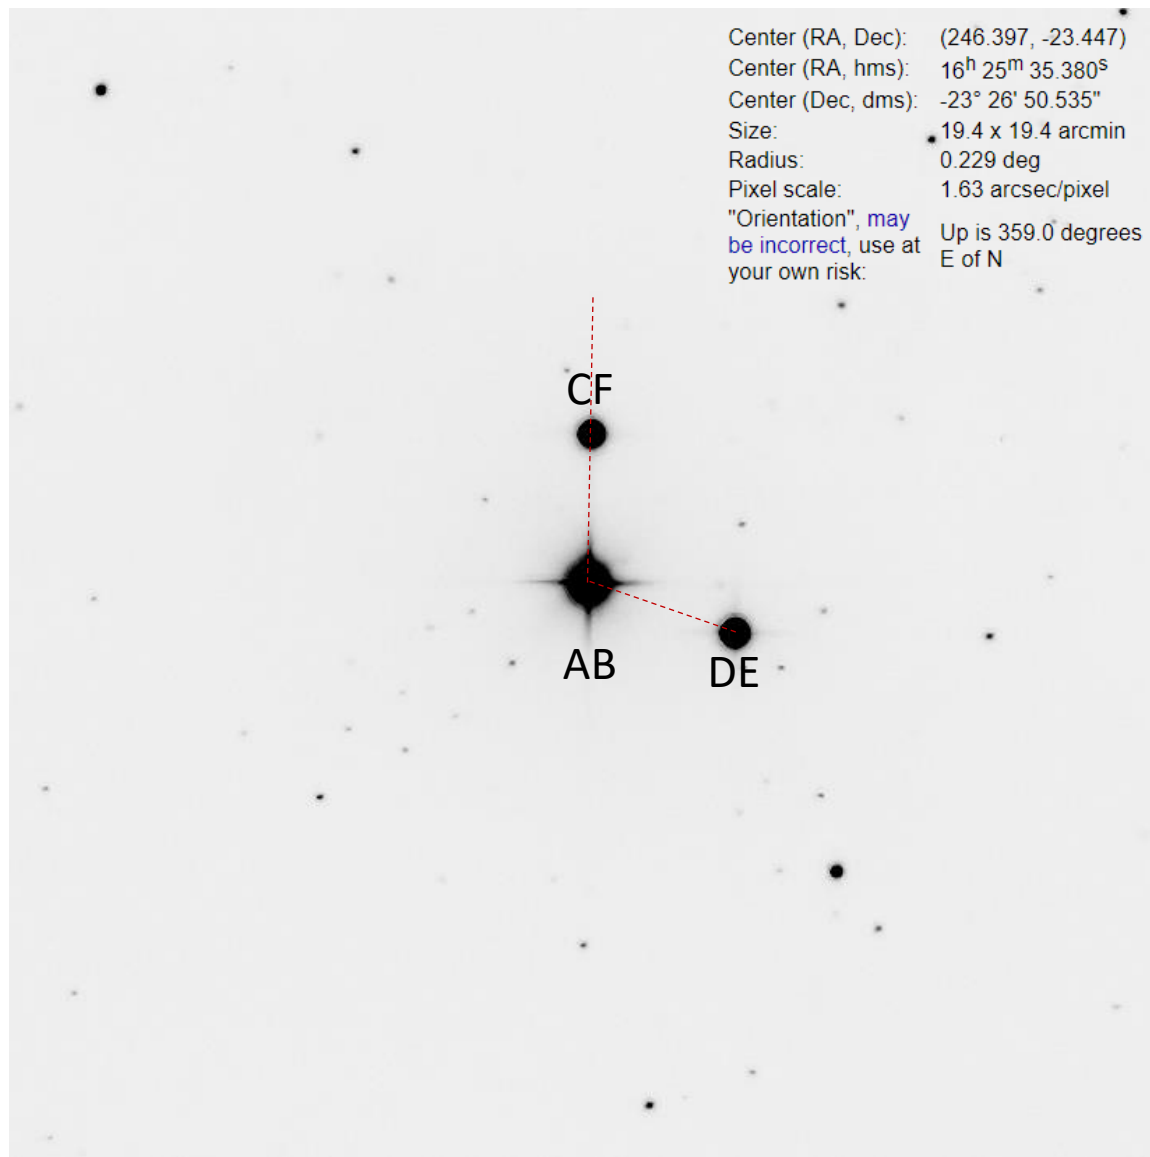 Center (RA, Dec): (246.397, -23.447)
Center (RA, hms): 16h 25m 35.380s
Center (Dec, dms): -23° 26' 50.535"
Size: 19.4 x 19.4 arcmin
Radius: 0.229 deg
Pixel scale: 1.63 arcsec/pixel
"Orientation", may
be incorrect, use at
your own risk:
Up is 359.0 degrees
E of N
CF
AB
DE